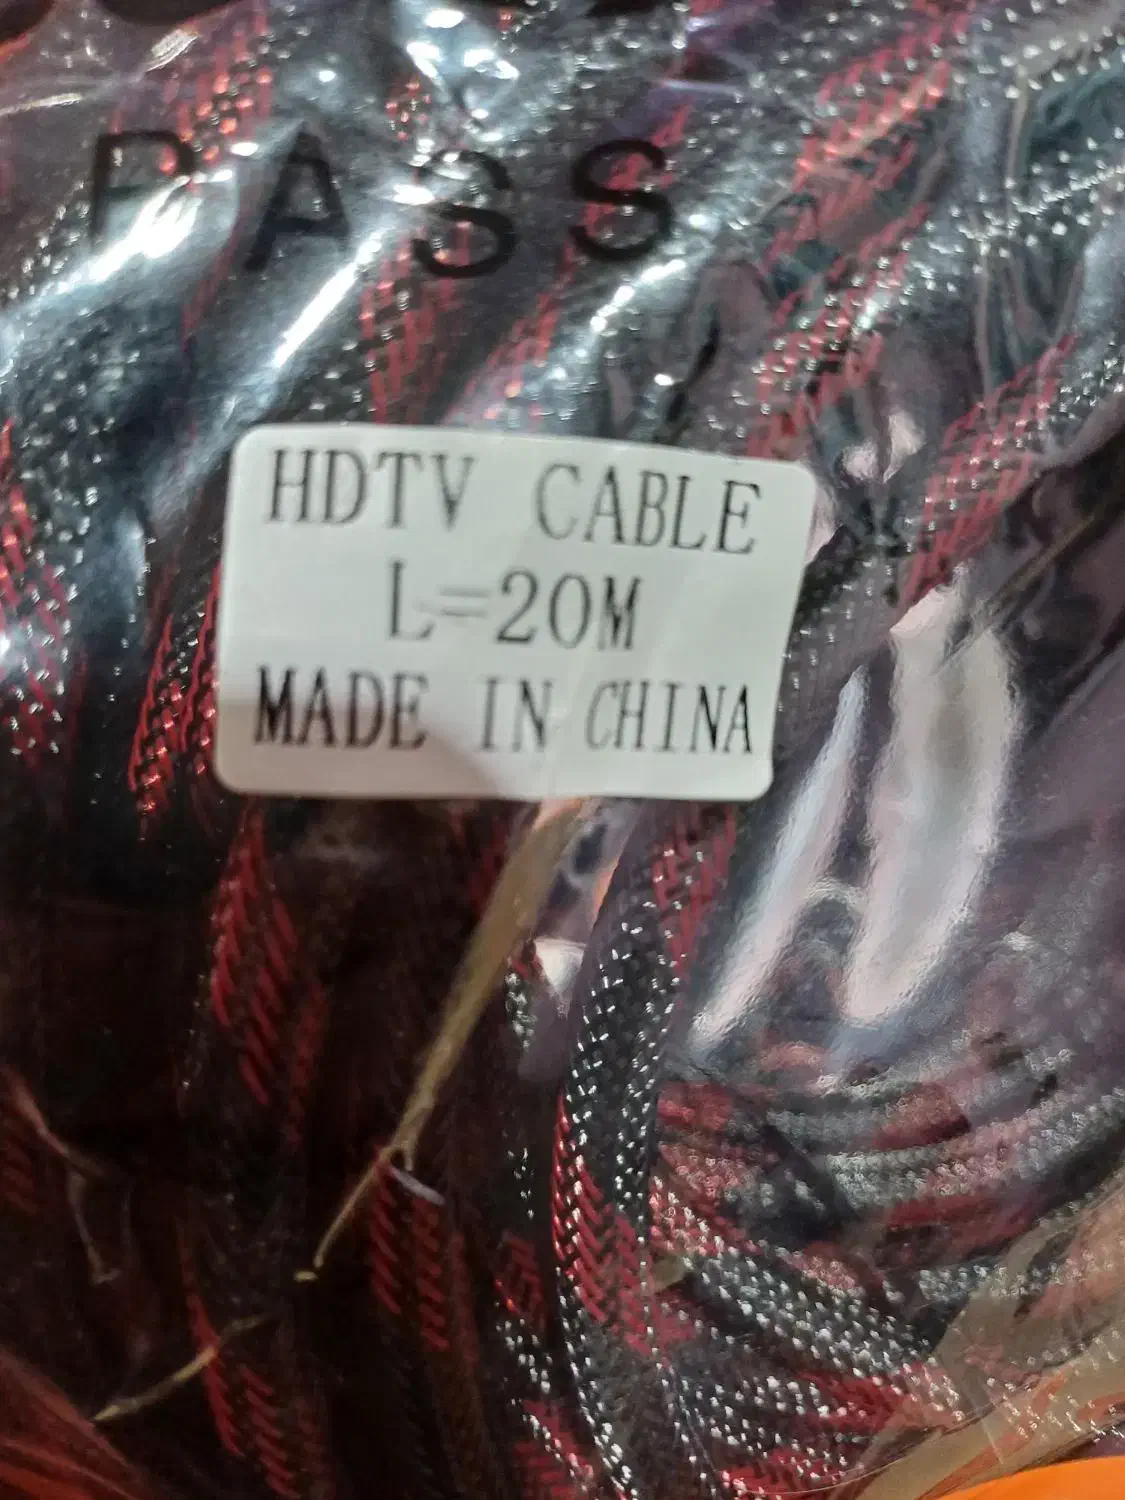 PASS
HDTV CABLE
L=20M
MADE IN CHINA